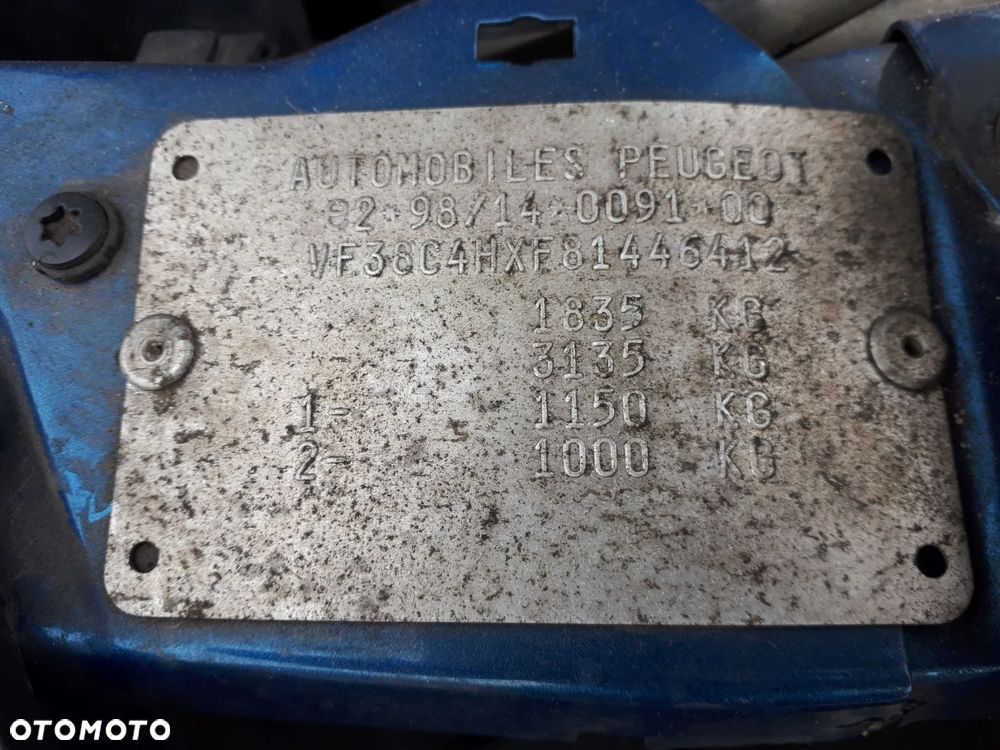 AUTOMOBILES PEUGEOT
e2*98/14*0091*00
VF38C4HXF81446412
1835 KG
3135 KG
1- 1150 KG
2- 1000 KG
OTOMOTO